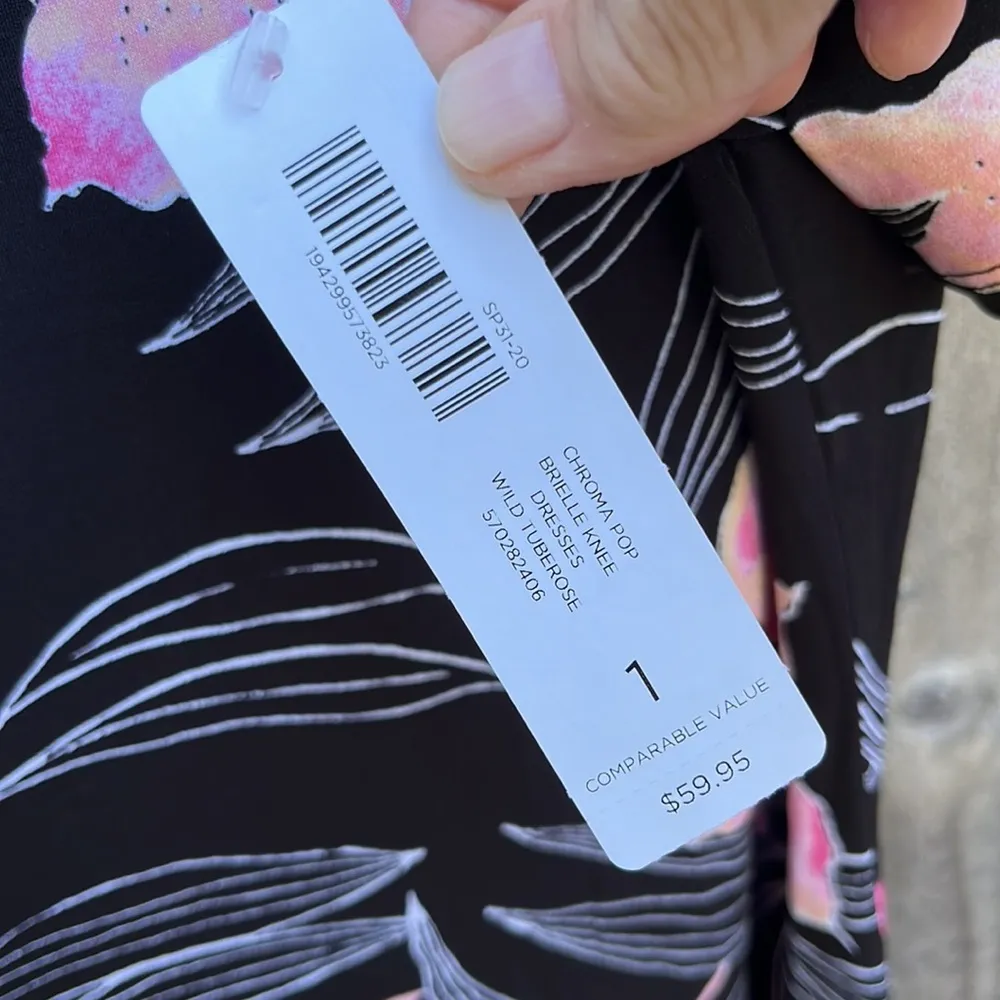 194299573823
SP31-20
CHROMA POP
BRIELLE KNEE
DRESSES
WILD TUBEROSE
570282406
1
COMPARABLE VALUE
$59.95